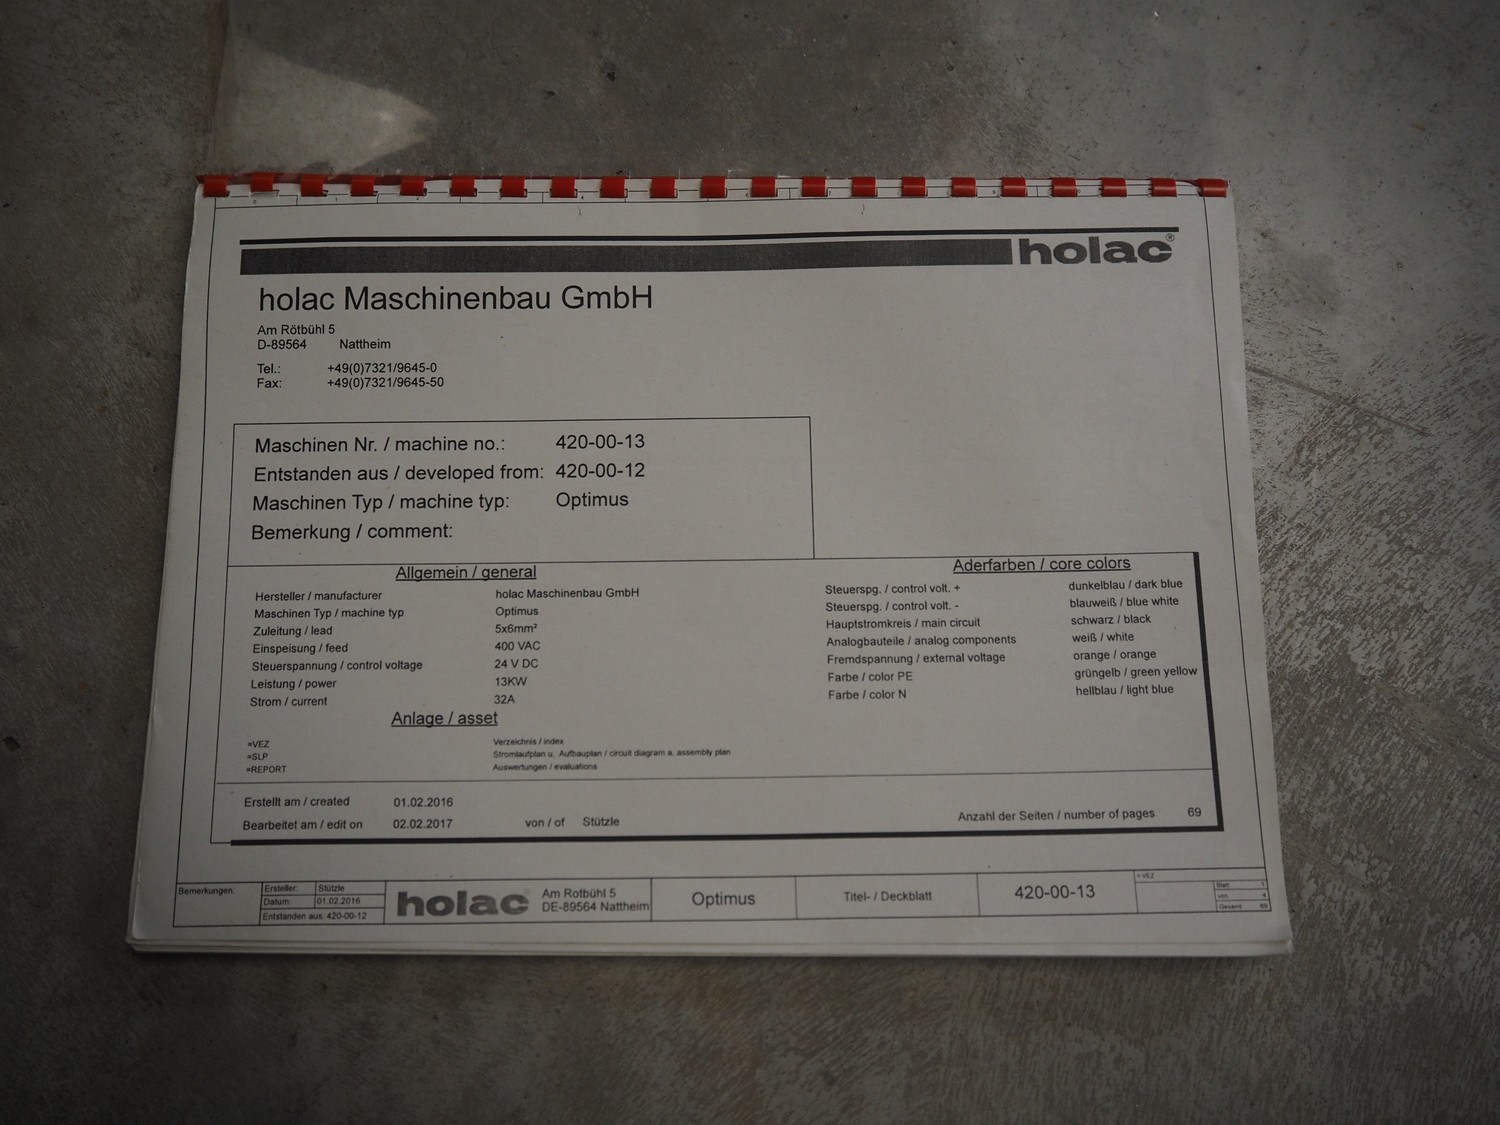 holac®
holac Maschinenbau GmbH
Am Rötbühl 5
D-89564 Nattheim
Tel.: +49(0)7321/9645-0
Fax: +49(0)7321/9645-50
Maschinen Nr. / machine no.: 420-00-13
Entstanden aus / developed from: 420-00-12
Maschinen Typ / machine typ: Optimus
Bemerkung / comment:
Allgemein / general
Hersteller / manufacturer holac Maschinenbau GmbH
Maschinen Typ / machine typ Optimus
Zuleitung / lead 5x6mm²
Einspeisung / feed 400 VAC
Steuerspannung / control voltage 24 V DC
Leistung / power 13KW
Strom / current 32A
Aderfarben / core colors
Steuerspg. / control volt. + dunkelblau / dark blue
Steuerspg. / control volt. - blauweiß / blue white
Hauptstromkreis / main circuit schwarz / black
Analogbauteile / analog components weiß / white
Fremdspannung / external voltage orange / orange
Farbe / color PE grüngelb / green yellow
Farbe / color N hellblau / light blue
Anlage / asset
=VEZ Verzeichnis / index
=SLP Stromlaufplan u. Aufbauplan / circuit diagram a. assembly plan
=REPORT Auswertungen / evaluations
Erstellt am / created 01.02.2016
Bearbeitet am / edit on 02.02.2017 von / of Stützle
Anzahl der Seiten / number of pages 69
Bemerkungen:
Ersteller: Stützle
Datum: 01.02.2016
Entstanden aus: 420-00-12
holac
Am Rotbühl 5
DE-89564 Nattheim
Optimus
Titel- / Deckblatt
420-00-13
= VEZ
Blatt 1
von 4
Gesamt 69